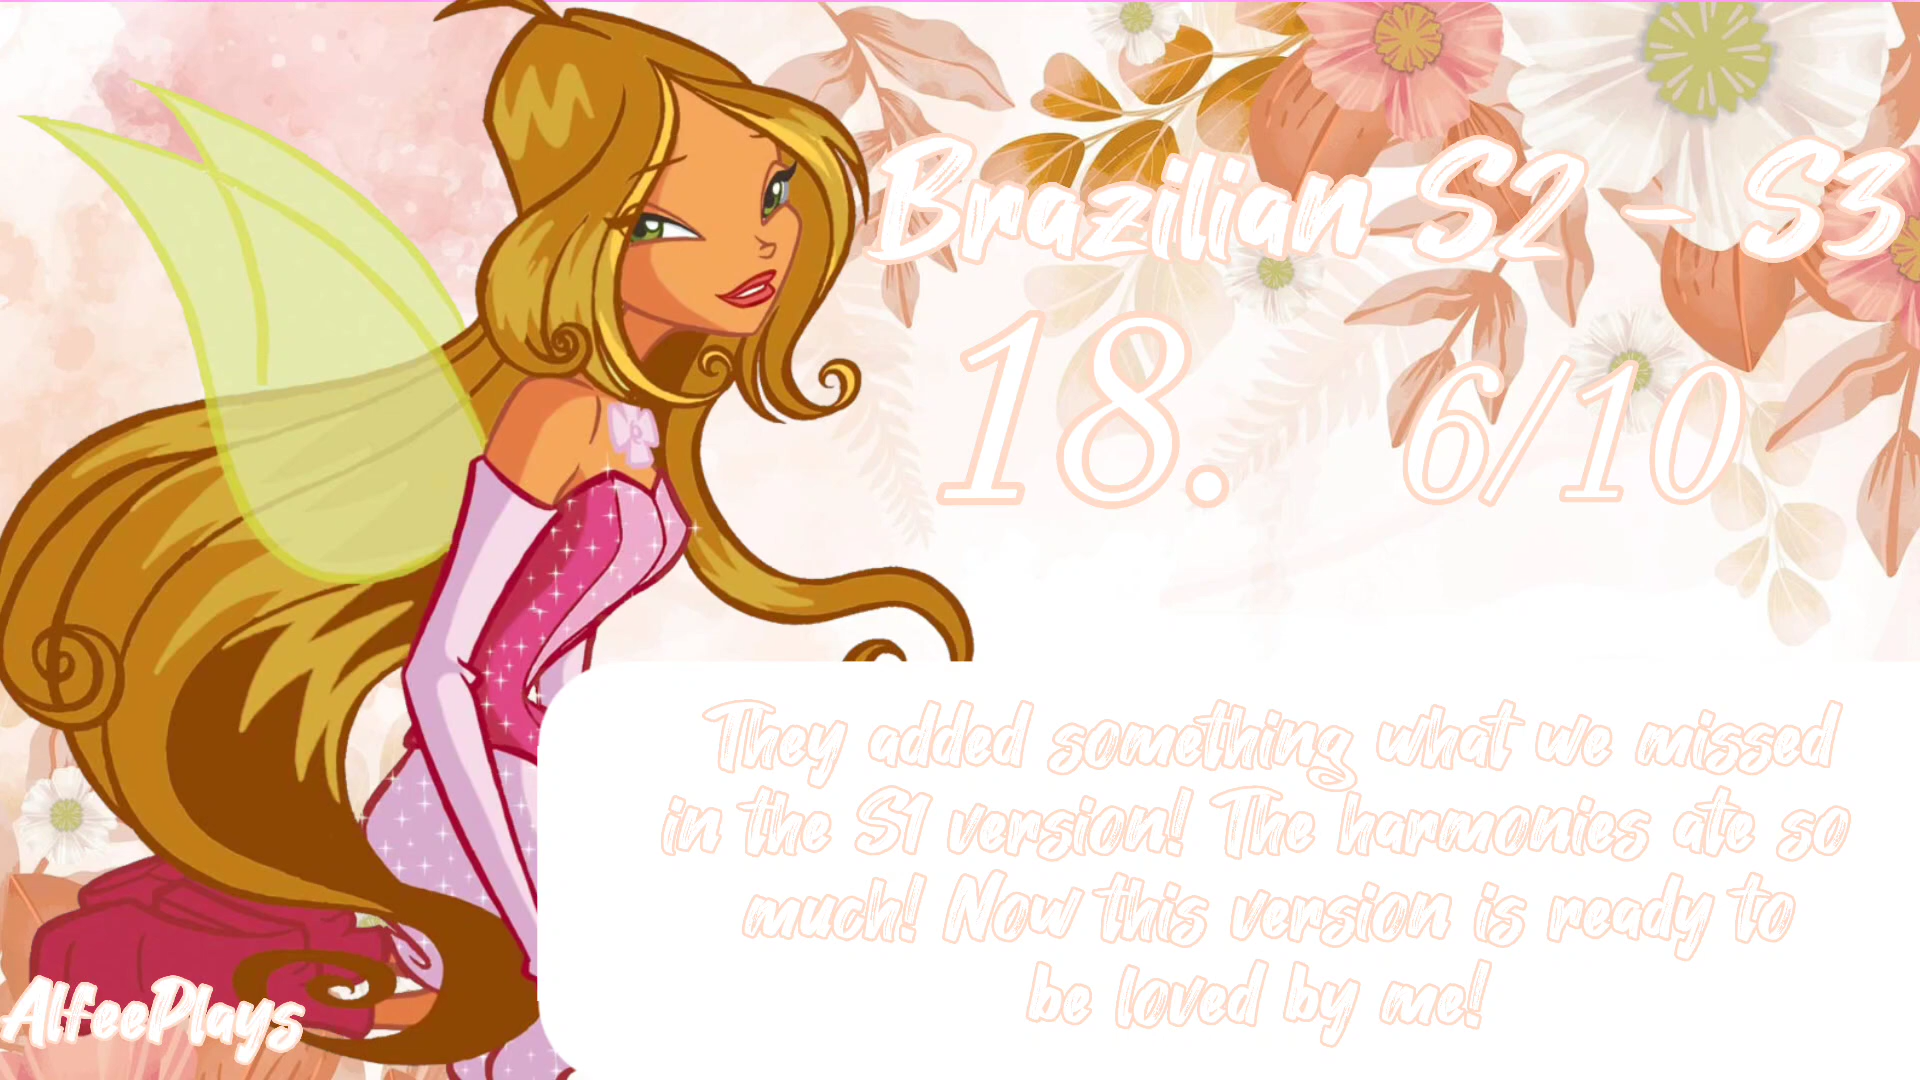 Brazilian S2 - S3
18. 6/10
They added something what we missed
in the S1 version! The harmonies ate so
much! Now this version is ready to
be loved by me!
AlfeePlays